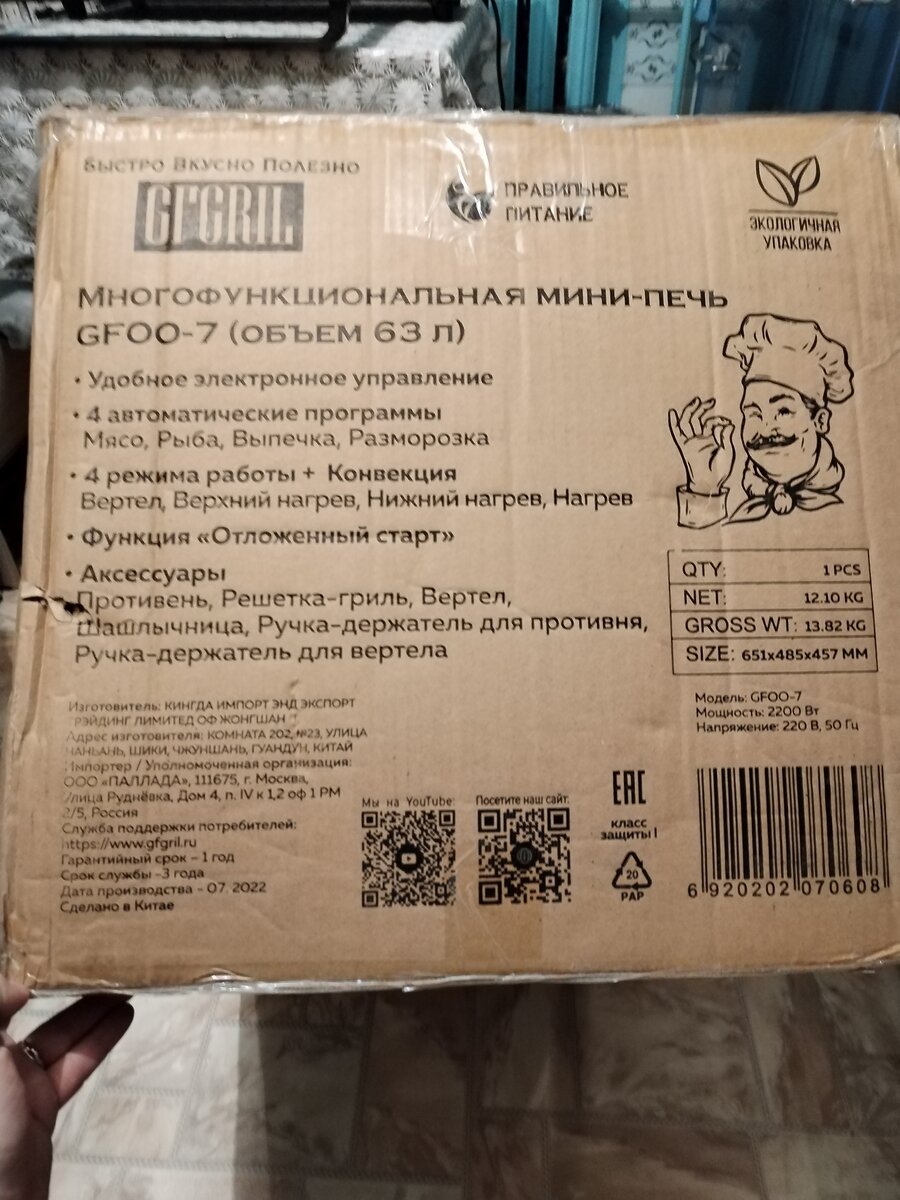 Быстро Вкусно Полезно
GFGRIL
ПРАВИЛЬНОЕ
ПИТАНИЕ
ЭКОЛОГИЧНАЯ
УПАКОВКА
Многофункциональная мини-печь
GFOO-7 (объем 63 л)
• Удобное электронное управление
• 4 автоматические программы
Мясо, Рыба, Выпечка, Разморозка
• 4 режима работы + Конвекция
Вертел, Верхний нагрев, Нижний нагрев, Нагрев
• Функция «Отложенный старт»
• Аксессуары
Противень, Решетка-гриль, Вертел,
Шашлычница, Ручка-держатель для противня,
Ручка-держатель для вертела
QTY: 1 PCS
NET: 12.10 KG
GROSS WT: 13.82 KG
SIZE: 651x485x457 MM
Изготовитель: КИНГДА ИМПОРТ ЭНД ЭКСПОРТ
ТРЭЙДИНГ ЛИМИТЕД ОФ ЖОНГШАН
Адрес изготовителя: КОМНАТА 202, №23, УЛИЦА
НАНЬАНЬ, ШИКИ, ЧЖУНШАНЬ, ГУАНДУН, КИТАЙ
Импортер / Уполномоченная организация:
ООО «ПАЛЛАДА», 111675, г. Москва,
Улица Руднёвка, Дом 4, п. IV к 1,2 оф 1 РМ
2/5, Россия
Служба поддержки потребителей:
https://www.gfgril.ru
Гарантийный срок – 1 год
Срок службы -3 года
Дата производства - 07. 2022
Сделано в Китае
Мы на YouTube:
Посетите наш сайт:
Модель: GFOO-7
Мощность: 2200 Вт
Напряжение: 220 В, 50 Гц
EAC
класс
защиты I
20
PAP
6 920202 070608